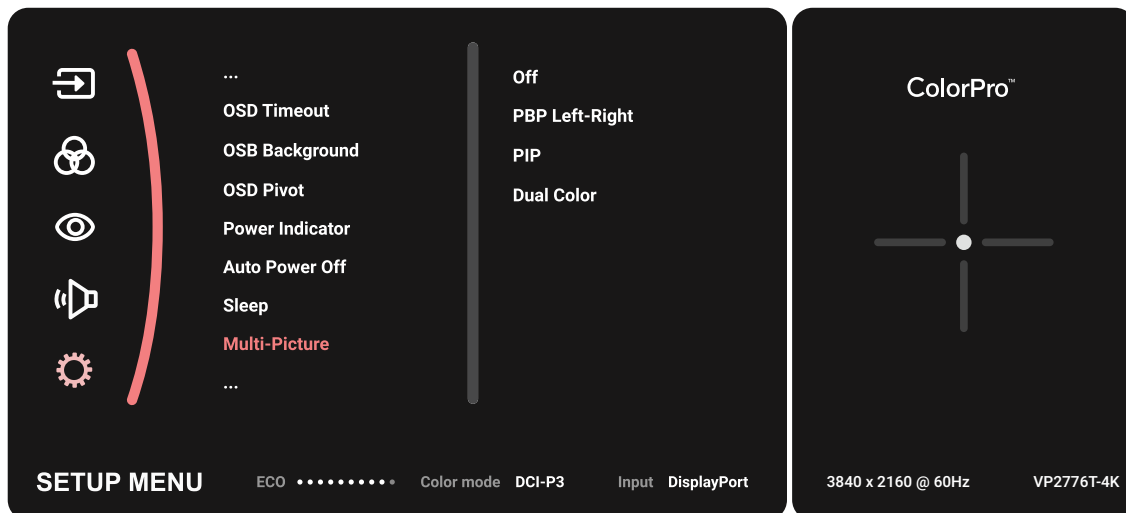 ...
OSD Timeout
OSB Background
OSD Pivot
Power Indicator
Auto Power Off
Sleep
Multi-Picture
...
Off
PBP Left-Right
PIP
Dual Color
ColorPro™
SETUP MENU
ECO
Color mode DCI-P3
Input DisplayPort
3840 x 2160 @ 60Hz
VP2776T-4K